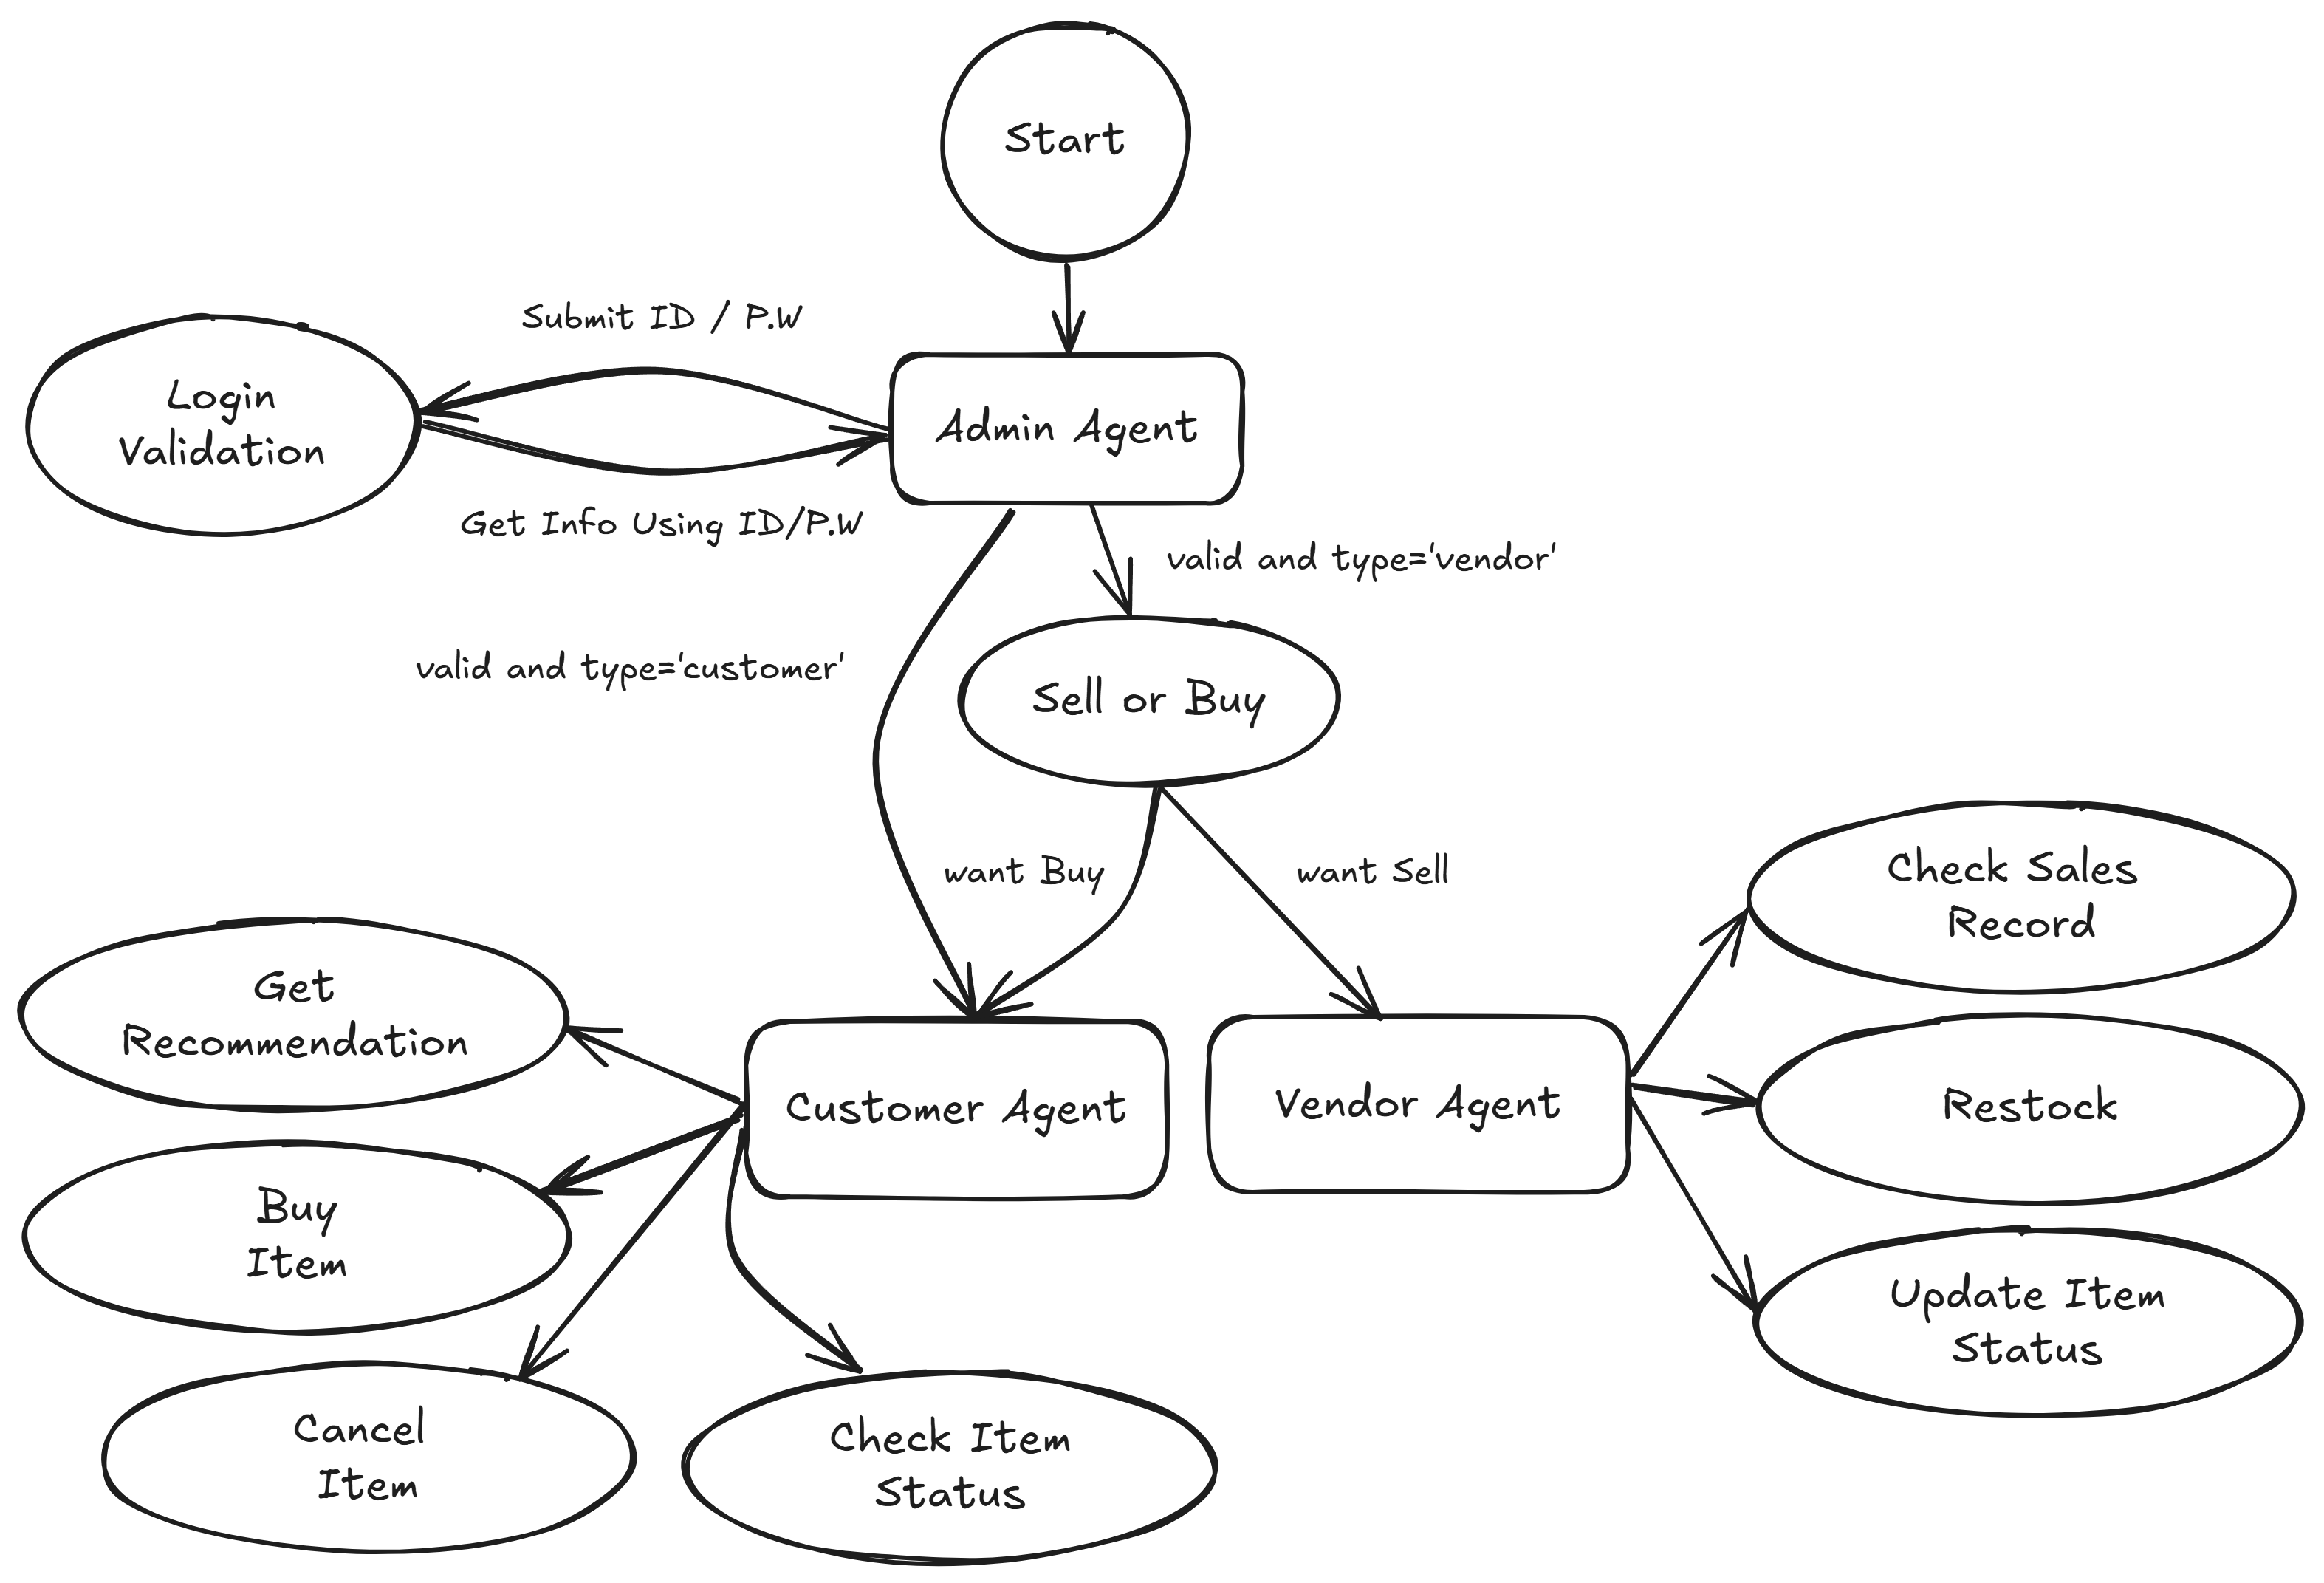 Start
Submit ID / P.W
Login
Validation
Admin Agent
Get Info Using ID/P.W
valid and type='vendor'
valid and type='customer'
Sell or Buy
want Buy
want Sell
Check Sales
Record
Get
Recommendation
Customer Agent
Vendor Agent
Restock
Buy
Item
Update Item
Status
Cancel
Item
Check Item
Status